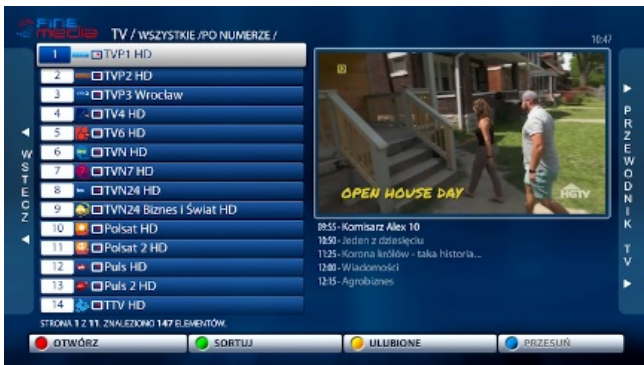 FINE
media
TV / WSZYSTKIE /PO NUMERZE /
10:47
1 TVP1 HD
2 TVP2 HD
3 TVP3 Wrocław
4 TV4 HD
5 TV6 HD
6 TVN HD
7 TVN7 HD
8 TVN24 HD
9 TVN24 Biznes i Świat HD
10 Polsat HD
11 Polsat 2 HD
12 Puls HD
13 Puls 2 HD
14 TTV HD
STRONA 1 Z 11. ZNALEZIONO 147 ELEMENTÓW.
WSTECZ
OPEN HOUSE DAY
HGTV
09:55- Komisarz Alex 10
10:50- Jeden z dziesięciu
11:25- Korona królów - taka historia...
12:00- Wiadomości
12:15- Agrobiznes
PRZEWODNIK TV
OTWÓRZ
SORTUJ
ULUBIONE
PRZESUŃ